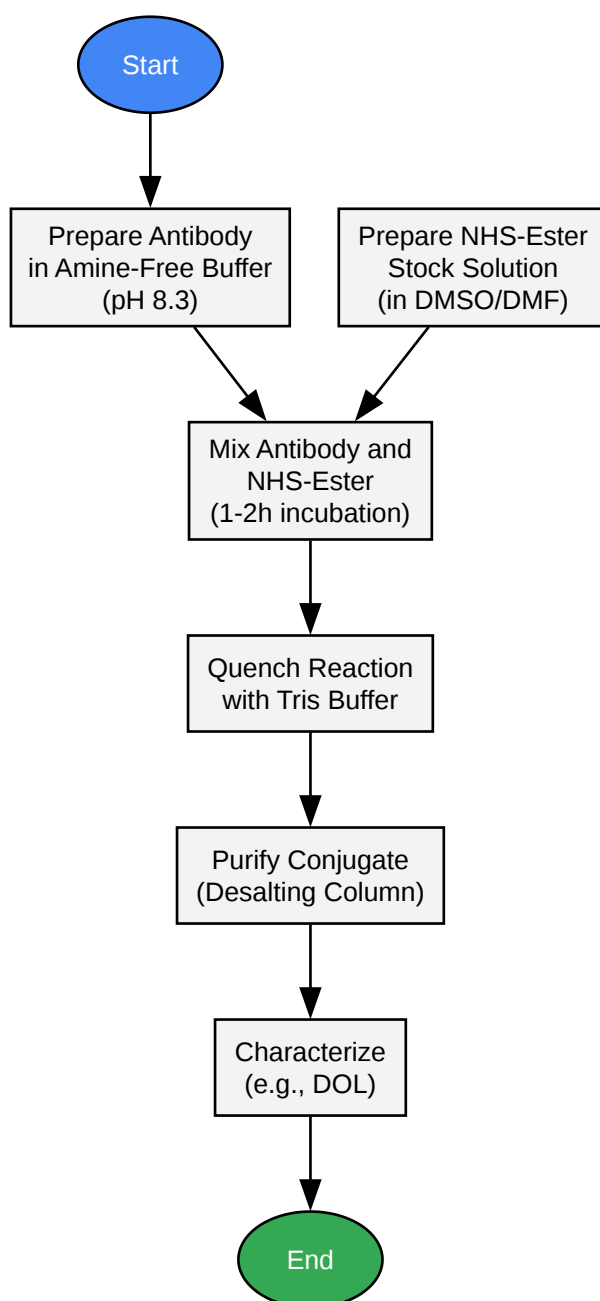 Start
Prepare Antibody
in Amine-Free Buffer
(pH 8.3)
Prepare NHS-Ester
Stock Solution
(in DMSO/DMF)
Mix Antibody and
NHS-Ester
(1-2h incubation)
Quench Reaction
with Tris Buffer
Purify Conjugate
(Desalting Column)
Characterize
(e.g., DOL)
End